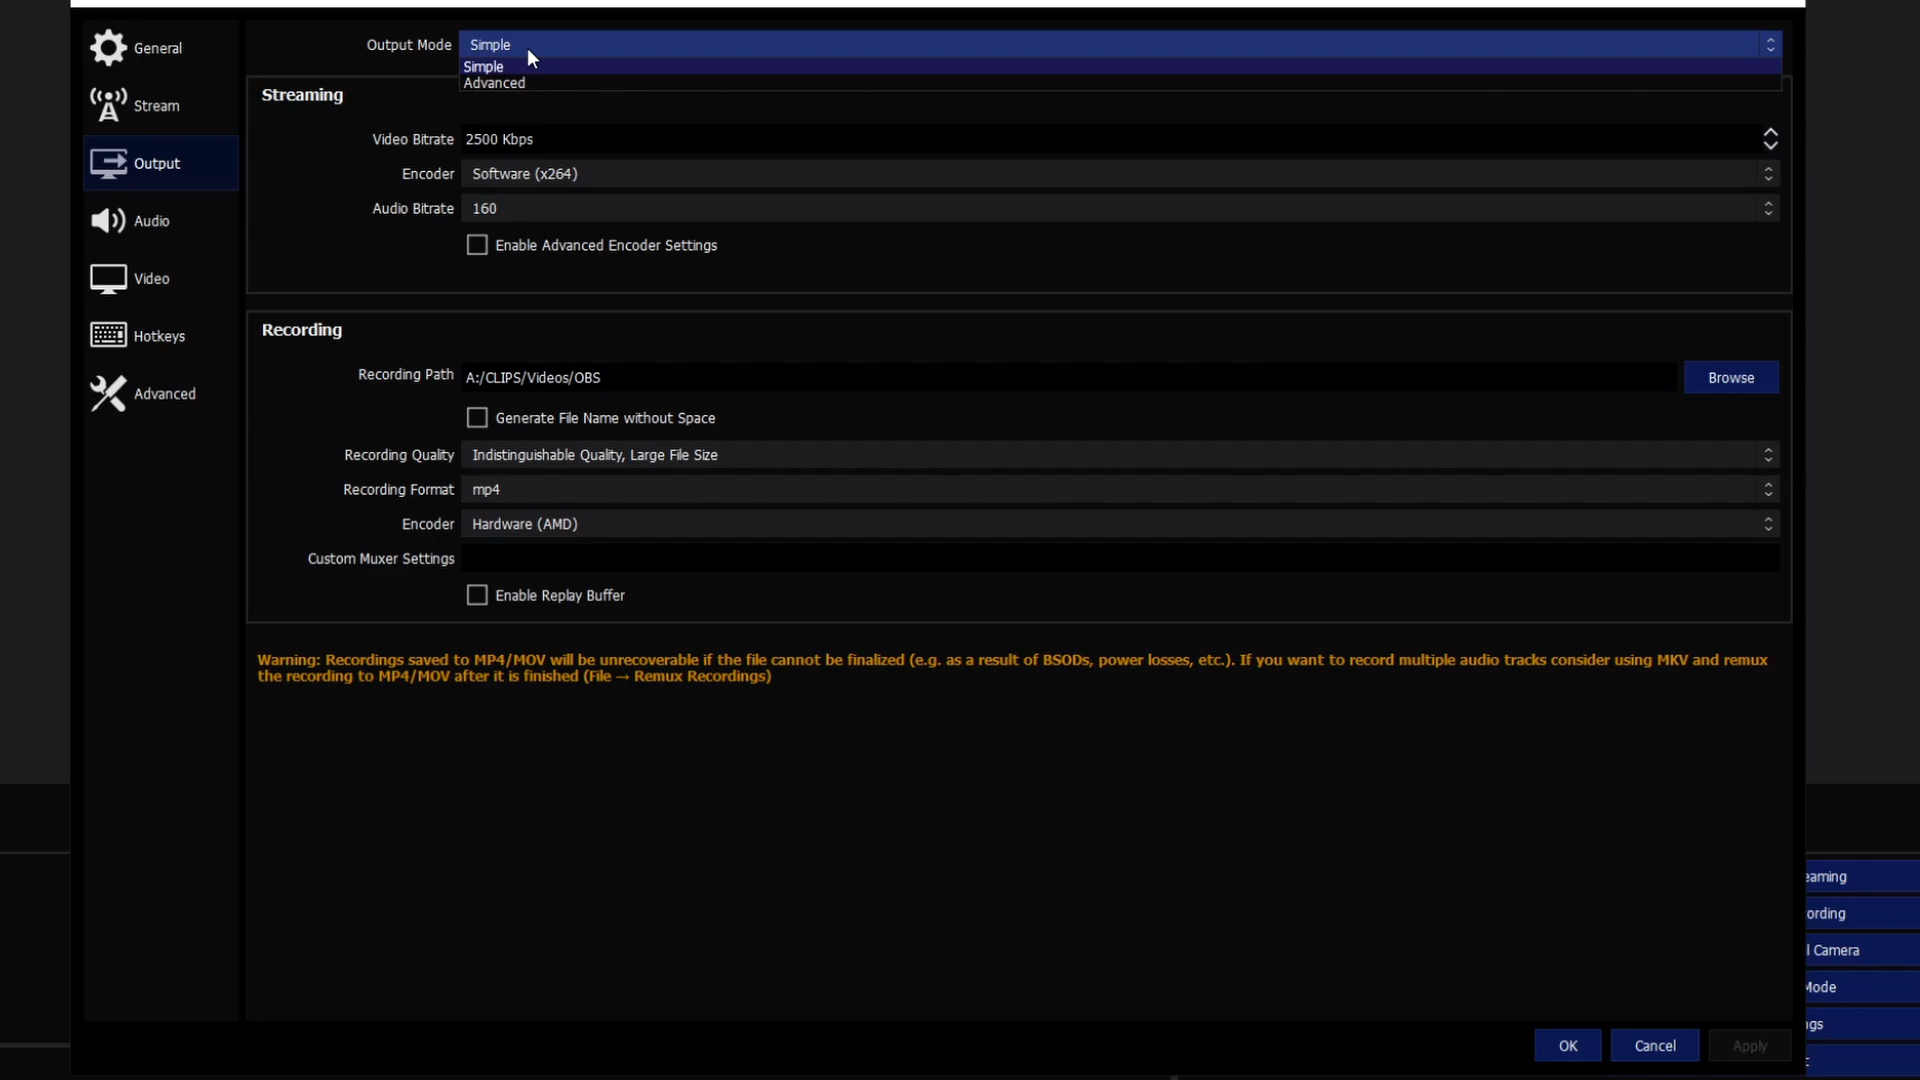 General
Stream
Output
Audio
Video
Hotkeys
Advanced
Output Mode Simple
Simple
Advanced
Streaming
Video Bitrate 2500 Kbps
Encoder Software (x264)
Audio Bitrate 160
Enable Advanced Encoder Settings
Recording
Recording Path A:/CLIPS/Videos/OBS Browse
Generate File Name without Space
Recording Quality Indistinguishable Quality, Large File Size
Recording Format mp4
Encoder Hardware (AMD)
Custom Muxer Settings
Enable Replay Buffer
Warning: Recordings saved to MP4/MOV will be unrecoverable if the file cannot be finalized (e.g. as a result of BSODs, power losses, etc.). If you want to record multiple audio tracks consider using MKV and remux
the recording to MP4/MOV after it is finished (File → Remux Recordings)
eaming
ording
l Camera
Mode
ngs
OK Cancel Apply